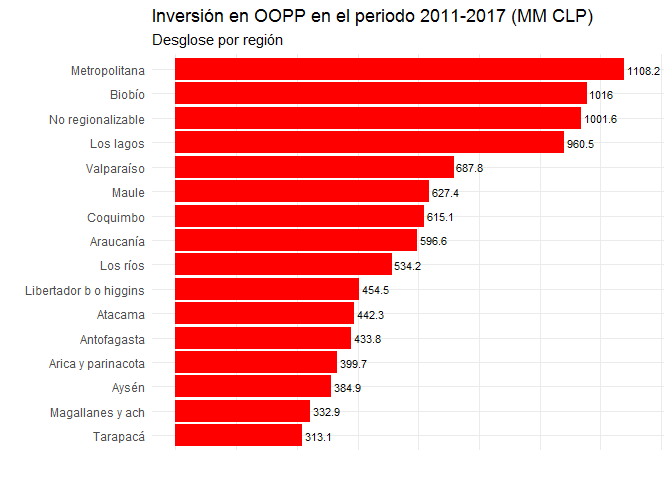 Inversión en OOPP en el periodo 2011-2017 (MM CLP)
Desglose por región
Metropolitana 1108.2
Biobío 1016
No regionalizable 1001.6
Los lagos 960.5
Valparaíso 687.8
Maule 627.4
Coquimbo 615.1
Araucanía 596.6
Los ríos 534.2
Libertador b o higgins 454.5
Atacama 442.3
Antofagasta 433.8
Arica y parinacota 399.7
Aysén 384.9
Magallanes y ach 332.9
Tarapacá 313.1